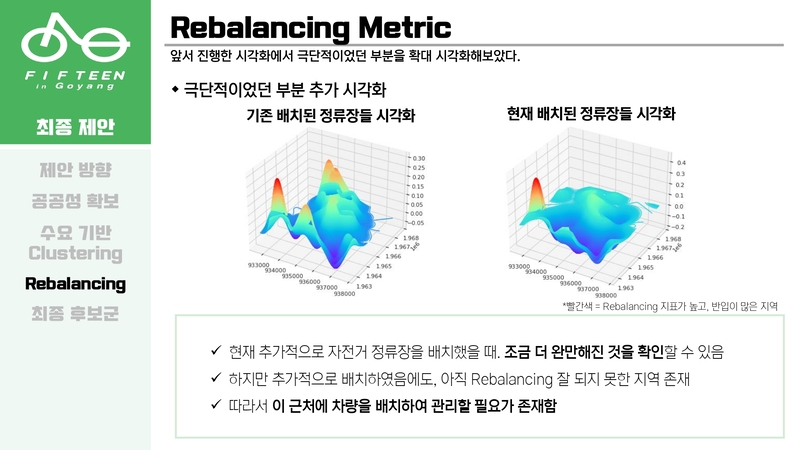 FIFTEEN
in Goyang
최종 제안
제안 방향
공공성 확보
수요 기반
Clustering
Rebalancing
최종 후보군
Rebalancing Metric
앞서 진행한 시각화에서 극단적이었던 부분을 확대 시각화해보았다.
극단적이었던 부분 추가 시각화
기존 배치된 정류장들 시각화
0.30
0.25
0.20
0.15
0.10
0.05
0.00
−0.05
1.968
1e6
1.967
1.966
1.965
1.964
1.963
933000
934000
935000
936000
937000
938000
현재 배치된 정류장들 시각화
0.4
0.3
0.2
0.1
0.0
−0.1
−0.2
1.968
1e6
1.967
1.966
1.965
1.964
1.963
933000
934000
935000
936000
937000
938000
*빨간색 = Rebalancing 지표가 높고, 반입이 많은 지역
✓ 현재 추가적으로 자전거 정류장을 배치했을 때. 조금 더 완만해진 것을 확인할 수 있음
✓ 하지만 추가적으로 배치하였음에도, 아직 Rebalancing 잘 되지 못한 지역 존재
✓ 따라서 이 근처에 차량을 배치하여 관리할 필요가 존재함